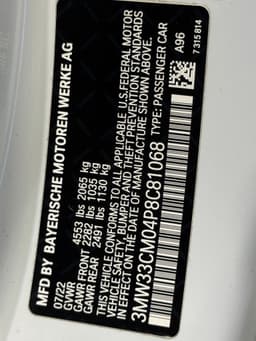 MFD BY BAYERISCHE MOTOREN WERKE AG
07/22
GVWR 4553 lbs 2065 kg
GAWR FRONT 2282 lbs 1035 kg
GAWR REAR 2491 lbs 1130 kg
THIS VEHICLE CONFORMS TO ALL APPLICABLE U.S.FEDERAL MOTOR
VEHICLE SAFETY, BUMPER AND THEFT PREVENTION STANDARDS
IN EFFECT ON THE DATE OF MANUFACTURE SHOWN ABOVE.
3MW33CM04P8C81068 TYPE: PASSENGER CAR
A96
7315814